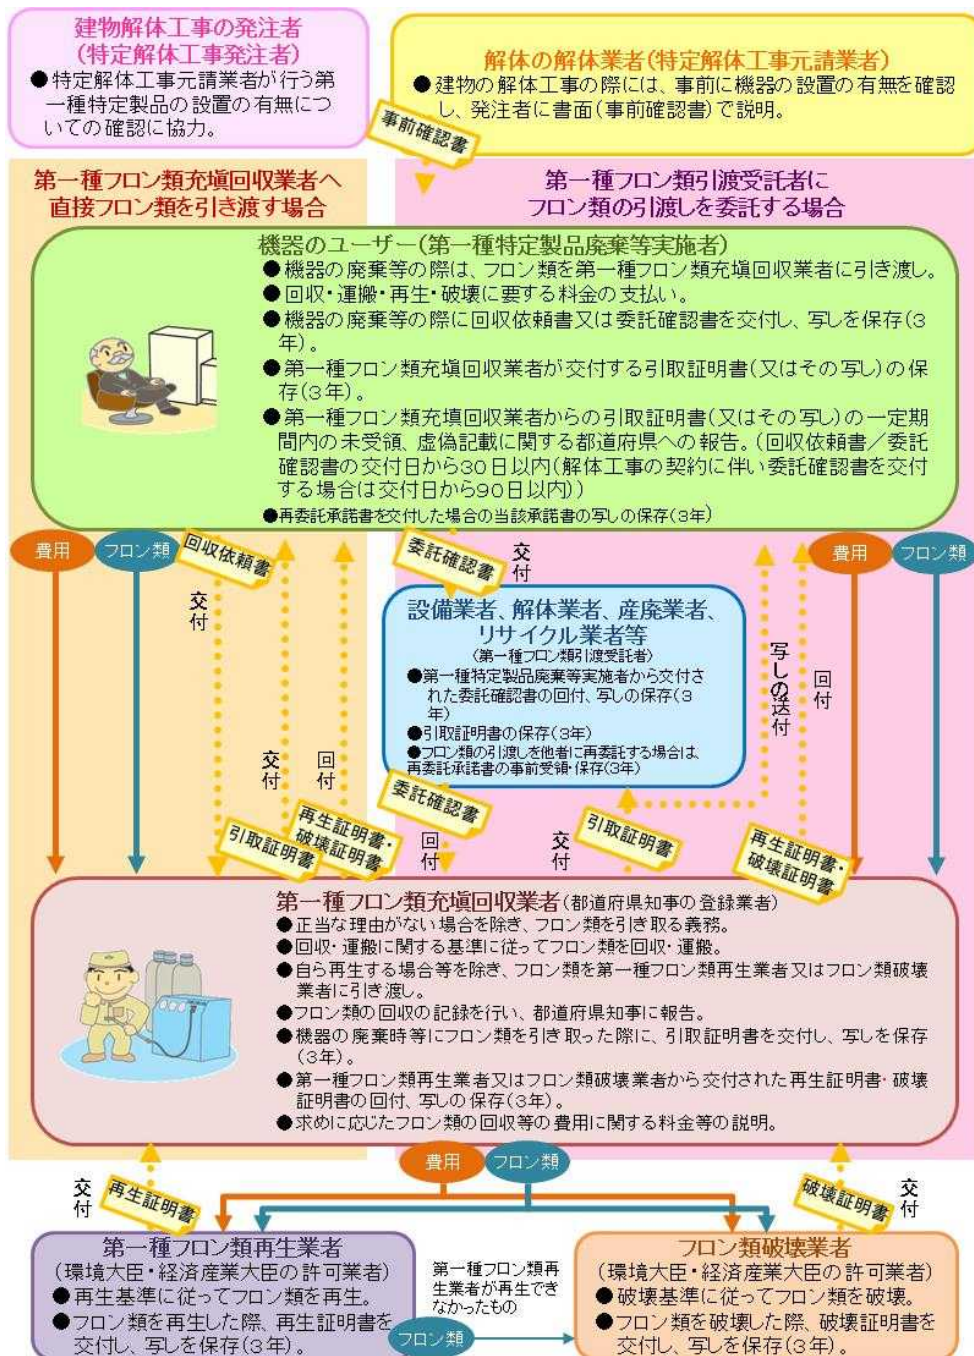 建物解体工事の発注者
(特定解体工事発注者)
●特定解体工事元請業者が行う第
一種特定製品の設置の有無につ
いての確認に協力。
解体の解体業者(特定解体工事元請業者)
●建物の解体工事の際には、事前に機器の設置の有無を確認
し、発注者に書面(事前確認書)で説明。
事前確認書
第一種フロン類充塡回収業者へ
直接フロン類を引き渡す場合
第一種フロン類引渡受託者に
フロン類の引渡しを委託する場合
機器のユーザー(第一種特定製品廃棄等実施者)
●機器の廃棄等の際は、フロン類を第一種フロン類充塡回収業者に引き渡し。
●回収・運搬・再生・破壊に要する料金の支払い。
●機器の廃棄等の際に回収依頼書又は委託確認書を交付し、写しを保存(3
年)。
●第一種フロン類充塡回収業者が交付する引取証明書(又はその写し)の保
存(3年)。
●第一種フロン類充塡回収業者からの引取証明書(又はその写し)の一定期
間内の未受領、虚偽記載に関する都道府県への報告。(回収依頼書/委託
確認書の交付日から30日以内(解体工事の契約に伴い委託確認書を交付
する場合は交付日から90日以内))
●再委託承諾書を交付した場合の当該承諾書の写しの保存(3年)
費用
フロン類
回収依頼書
委託確認書
交付
費用
フロン類
交付
設備業者、解体業者、産廃業者、
リサイクル業者等
(第一種フロン類引渡受託者)
●第一種特定製品廃棄等実施者から交付さ
れた委託確認書の回付、写しの保存(3
年)
●引取証明書の保存(3年)
●フロン類の引渡しを他者に再委託する場合は、
再委託承諾書の事前受領・保存(3年)
写しの送付
回付
交付
回付
委託確認書
引取証明書
再生証明書・
破壊証明書
回付
交付
引取証明書
再生証明書・
破壊証明書
第一種フロン類充塡回収業者(都道府県知事の登録業者)
●正当な理由がない場合を除き、フロン類を引き取る義務。
●回収・運搬に関する基準に従ってフロン類を回収・運搬。
●自ら再生する場合等を除き、フロン類を第一種フロン類再生業者又はフロン類破壊
業者に引き渡し。
●フロン類の回収の記録を行い、都道府県知事に報告。
●機器の廃棄時等にフロン類を引き取った際に、引取証明書を交付し、写しを保存
(3年)。
●第一種フロン類再生業者又はフロン類破壊業者から交付された再生証明書・破壊
証明書の回付、写しの保存(3年)。
●求めに応じたフロン類の回収等の費用に関する料金等の説明。
費用
フロン類
交付
再生証明書
破壊証明書
交付
第一種フロン類再生業者
(環境大臣・経済産業大臣の許可業者)
●再生基準に従ってフロン類を再生。
●フロン類を再生した際、再生証明書を
交付し、写しを保存(3年)。
第一種フロン類再
生業者が再生でき
なかったもの
フロン類
フロン類破壊業者
(環境大臣・経済産業大臣の許可業者)
●破壊基準に従ってフロン類を破壊。
●フロン類を破壊した際、破壊証明書を
交付し、写しを保存(3年)。